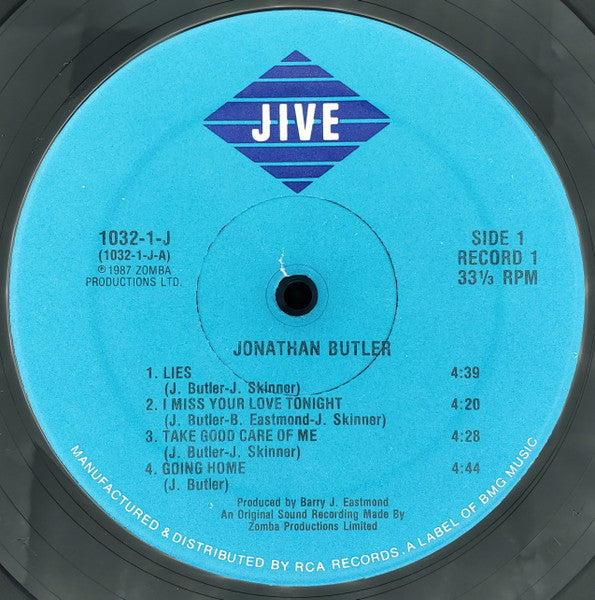 JIVE
1032-1-J
(1032-1-J-A)
℗1987 ZOMBA
PRODUCTIONS LTD.
SIDE 1
RECORD 1
33⅓ RPM
JONATHAN BUTLER
1. LIES 4:39
(J. Butler-J. Skinner)
2. I MISS YOUR LOVE TONIGHT 4:20
(J. Butler-B. Eastmond-J. Skinner)
3. TAKE GOOD CARE OF ME 4:28
(J. Butler-J. Skinner)
4. GOING HOME 4:44
(J. Butler)
Produced by Barry J. Eastmond
An Original Sound Recording Made By
Zomba Productions Limited
MANUFACTURED & DISTRIBUTED BY RCA RECORDS, A LABEL OF BMG MUSIC